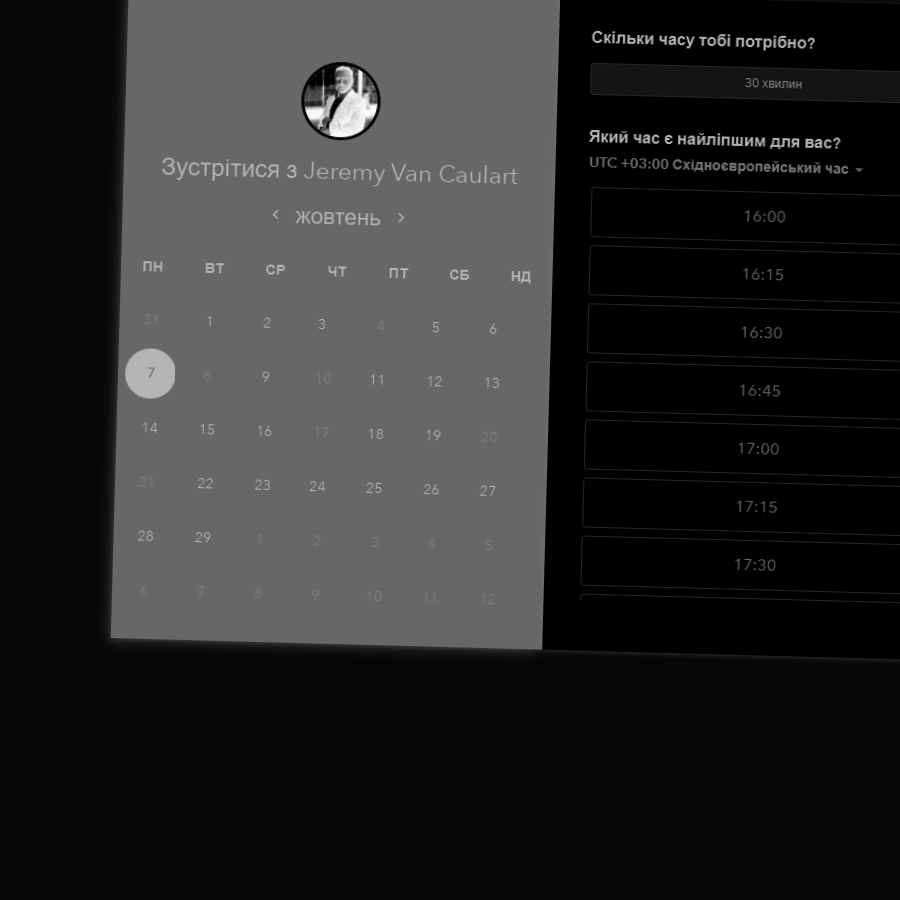 Зустрітися з Jeremy Van Caulart
жовтень
ПН ВТ СР ЧТ ПТ СБ НД
31 1 2 3 4 5 6
7 8 9 10 11 12 13
14 15 16 17 18 19 20
21 22 23 24 25 26 27
28 29 1 2 3 4 5
6 7 8 9 10 11 12
Скільки часу тобі потрібно?
30 хвилин
Який час є найліпшим для вас?
UTC +03:00 Східноєвропейський час
16:00
16:15
16:30
16:45
17:00
17:15
17:30